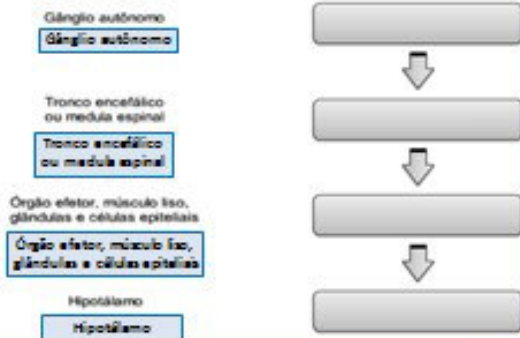 Gânglio autônomo
Gânglio autônomo
Tronco encefálico
ou medula espinal
Tronco encefálico
ou medula espinal
Órgão efetor, músculo liso,
glândulas e células epiteliais
Órgão efetor, músculo liso,
glândulas e células epiteliais
Hipotálamo
Hipotálamo